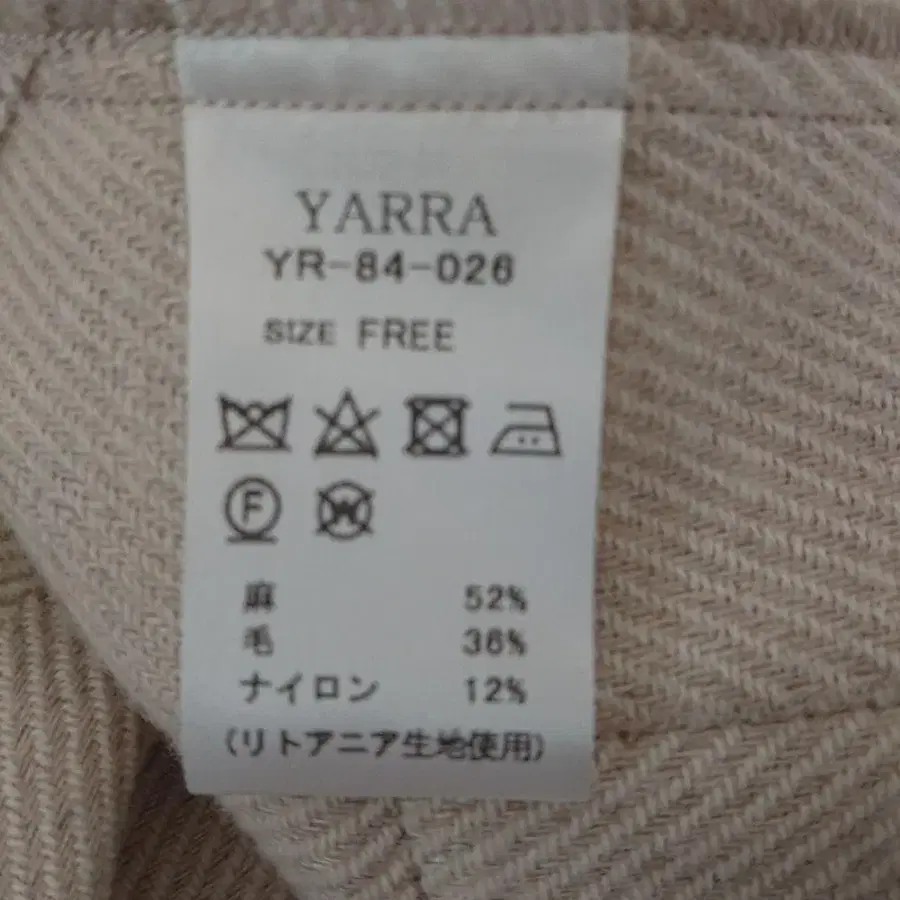 YARRA
YR-84-026
SIZE FREE
F W
麻 52%
毛 36%
ナイロン 12%
(リトアニア生地使用)